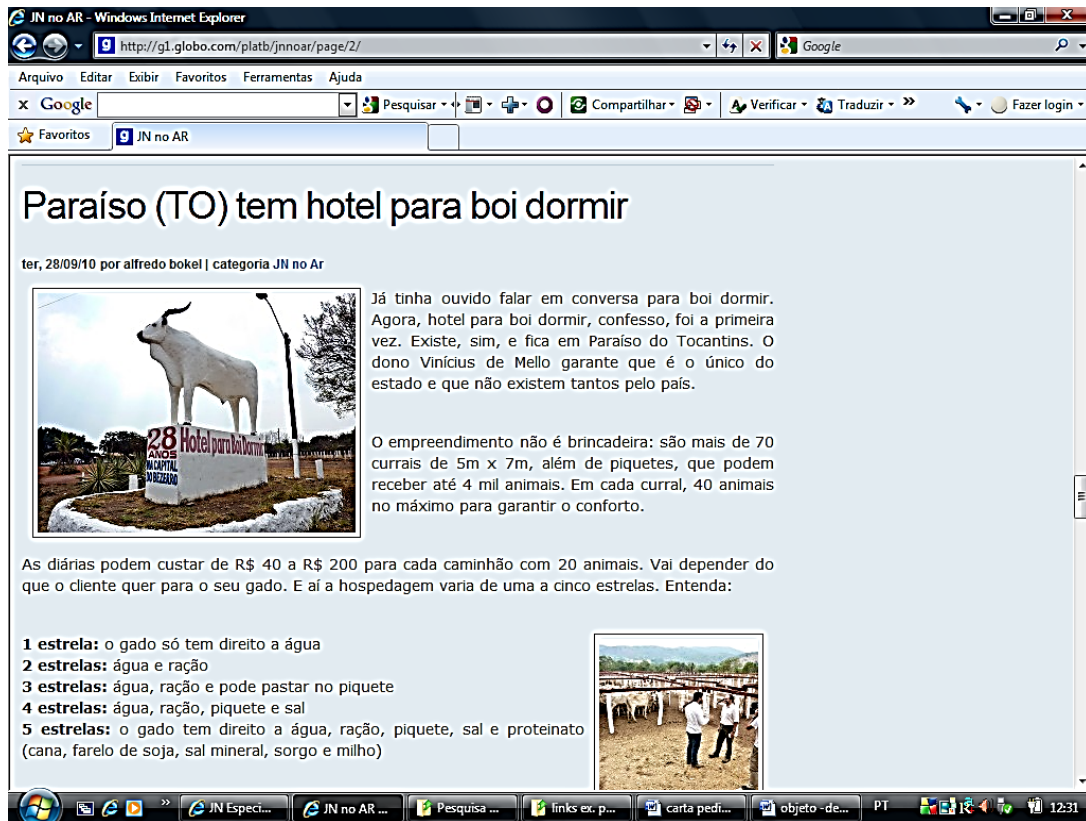 JN no AR - Windows Internet Explorer
http://g1.globo.com/platb/jnnoar/page/2/
Google
Arquivo Editar Exibir Favoritos Ferramentas Ajuda
x Google Pesquisar Compartilhar Verificar Traduzir » Fazer login
Favoritos JN no AR
Paraíso (TO) tem hotel para boi dormir
ter, 28/09/10 por alfredo bokel | categoria JN no Ar
28 ANOS
NA CAPITAL
DO BEZERRO
Hotel para Boi Dormir
Já tinha ouvido falar em conversa para boi dormir.
Agora, hotel para boi dormir, confesso, foi a primeira
vez. Existe, sim, e fica em Paraíso do Tocantins. O
dono Vinícius de Mello garante que é o único do
estado e que não existem tantos pelo país.
O empreendimento não é brincadeira: são mais de 70
currais de 5m x 7m, além de piquetes, que podem
receber até 4 mil animais. Em cada curral, 40 animais
no máximo para garantir o conforto.
As diárias podem custar de R$ 40 a R$ 200 para cada caminhão com 20 animais. Vai depender do
que o cliente quer para o seu gado. E aí a hospedagem varia de uma a cinco estrelas. Entenda:
1 estrela: o gado só tem direito a água
2 estrelas: água e ração
3 estrelas: água, ração e pode pastar no piquete
4 estrelas: água, ração, piquete e sal
5 estrelas: o gado tem direito a água, ração, piquete, sal e proteinato
(cana, farelo de soja, sal mineral, sorgo e milho)
» JN Especi... JN no AR ... Pesquisa ... links ex. p... carta pedi... objeto -de... PT 12:31